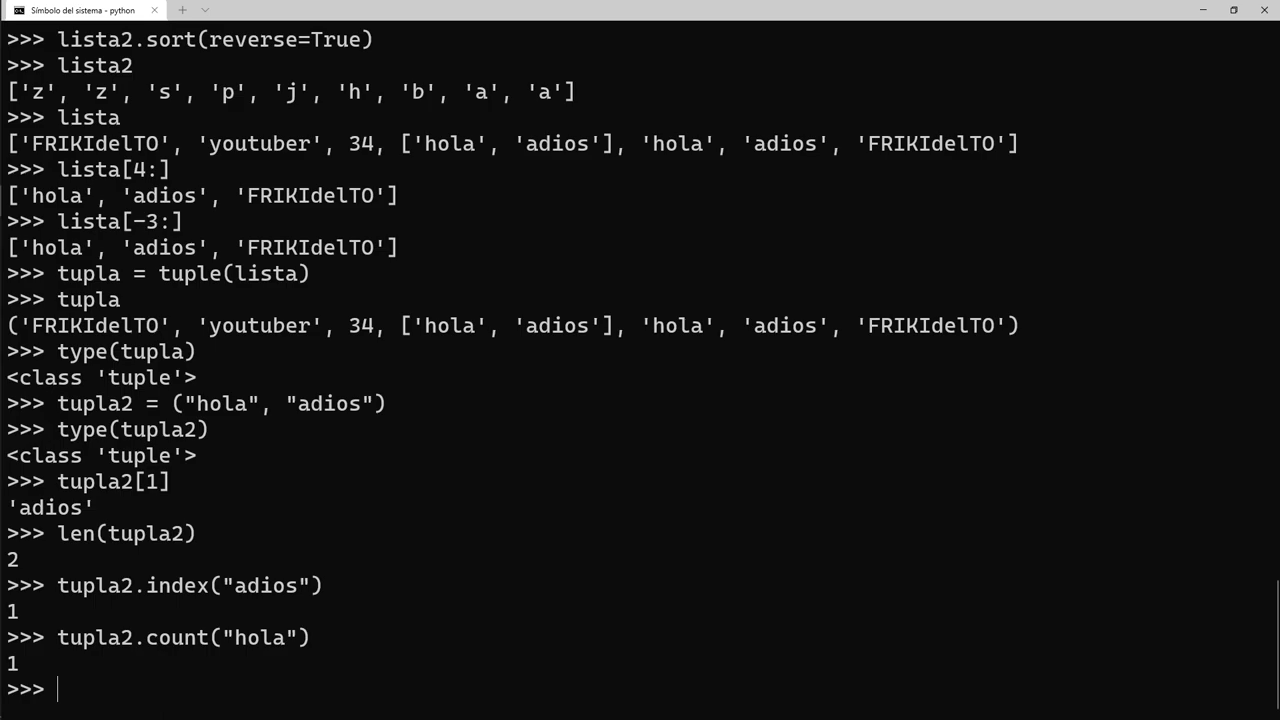 Símbolo del sistema - python
>>> lista2.sort(reverse=True)
>>> lista2
['z', 'z', 's', 'p', 'j', 'h', 'b', 'a', 'a']
>>> lista
['FRIKIdelTO', 'youtuber', 34, ['hola', 'adios'], 'hola', 'adios', 'FRIKIdelTO']
>>> lista[4:]
['hola', 'adios', 'FRIKIdelTO']
>>> lista[-3:]
['hola', 'adios', 'FRIKIdelTO']
>>> tupla = tuple(lista)
>>> tupla
('FRIKIdelTO', 'youtuber', 34, ['hola', 'adios'], 'hola', 'adios', 'FRIKIdelTO')
>>> type(tupla)
<class 'tuple'>
>>> tupla2 = ("hola", "adios")
>>> type(tupla2)
<class 'tuple'>
>>> tupla2[1]
'adios'
>>> len(tupla2)
2
>>> tupla2.index("adios")
1
>>> tupla2.count("hola")
1
>>>